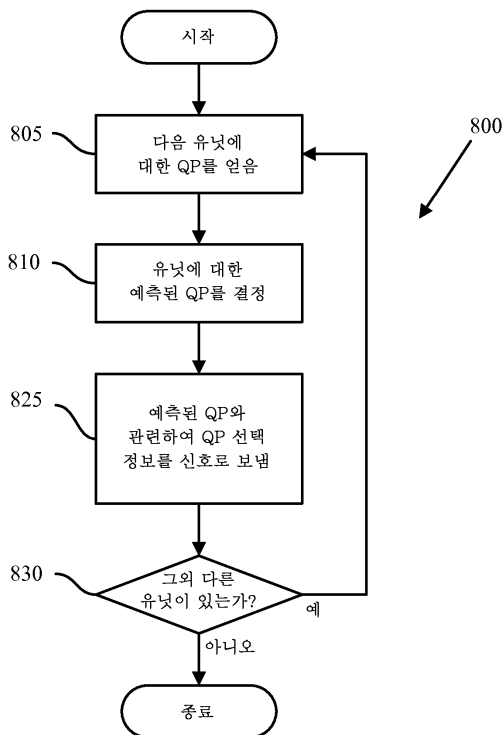 시작
805
다음 유닛에
대한 QP를 얻음
800
810
유닛에 대한
예측된 QP를 결정
825
예측된 QP와
관련하여 QP 선택
정보를 신호로 보냄
830
그외 다른
유닛이 있는가?
예
아니오
종료